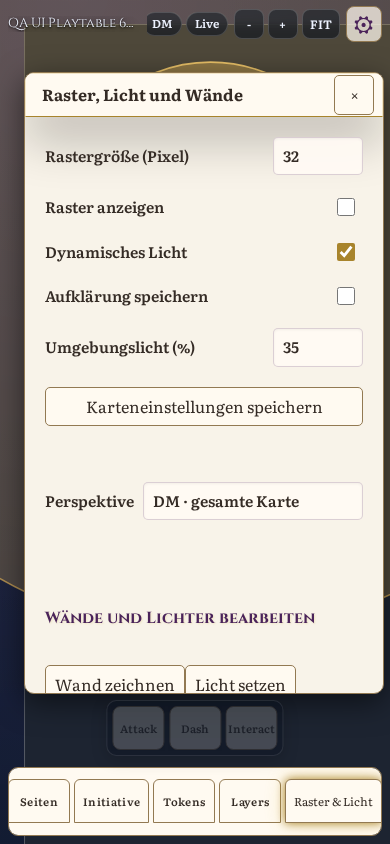 QA UI Playtable 6... DM Live - + FIT
Raster, Licht und Wände ×
Rastergröße (Pixel) 32
Raster anzeigen
Dynamisches Licht
Aufklärung speichern
Umgebungslicht (%) 35
Karteneinstellungen speichern
Perspektive DM · gesamte Karte
Wände und Lichter bearbeiten
Wand zeichnen Licht setzen
Attack Dash Interact
Seiten Initiative Tokens Layers Raster & Licht